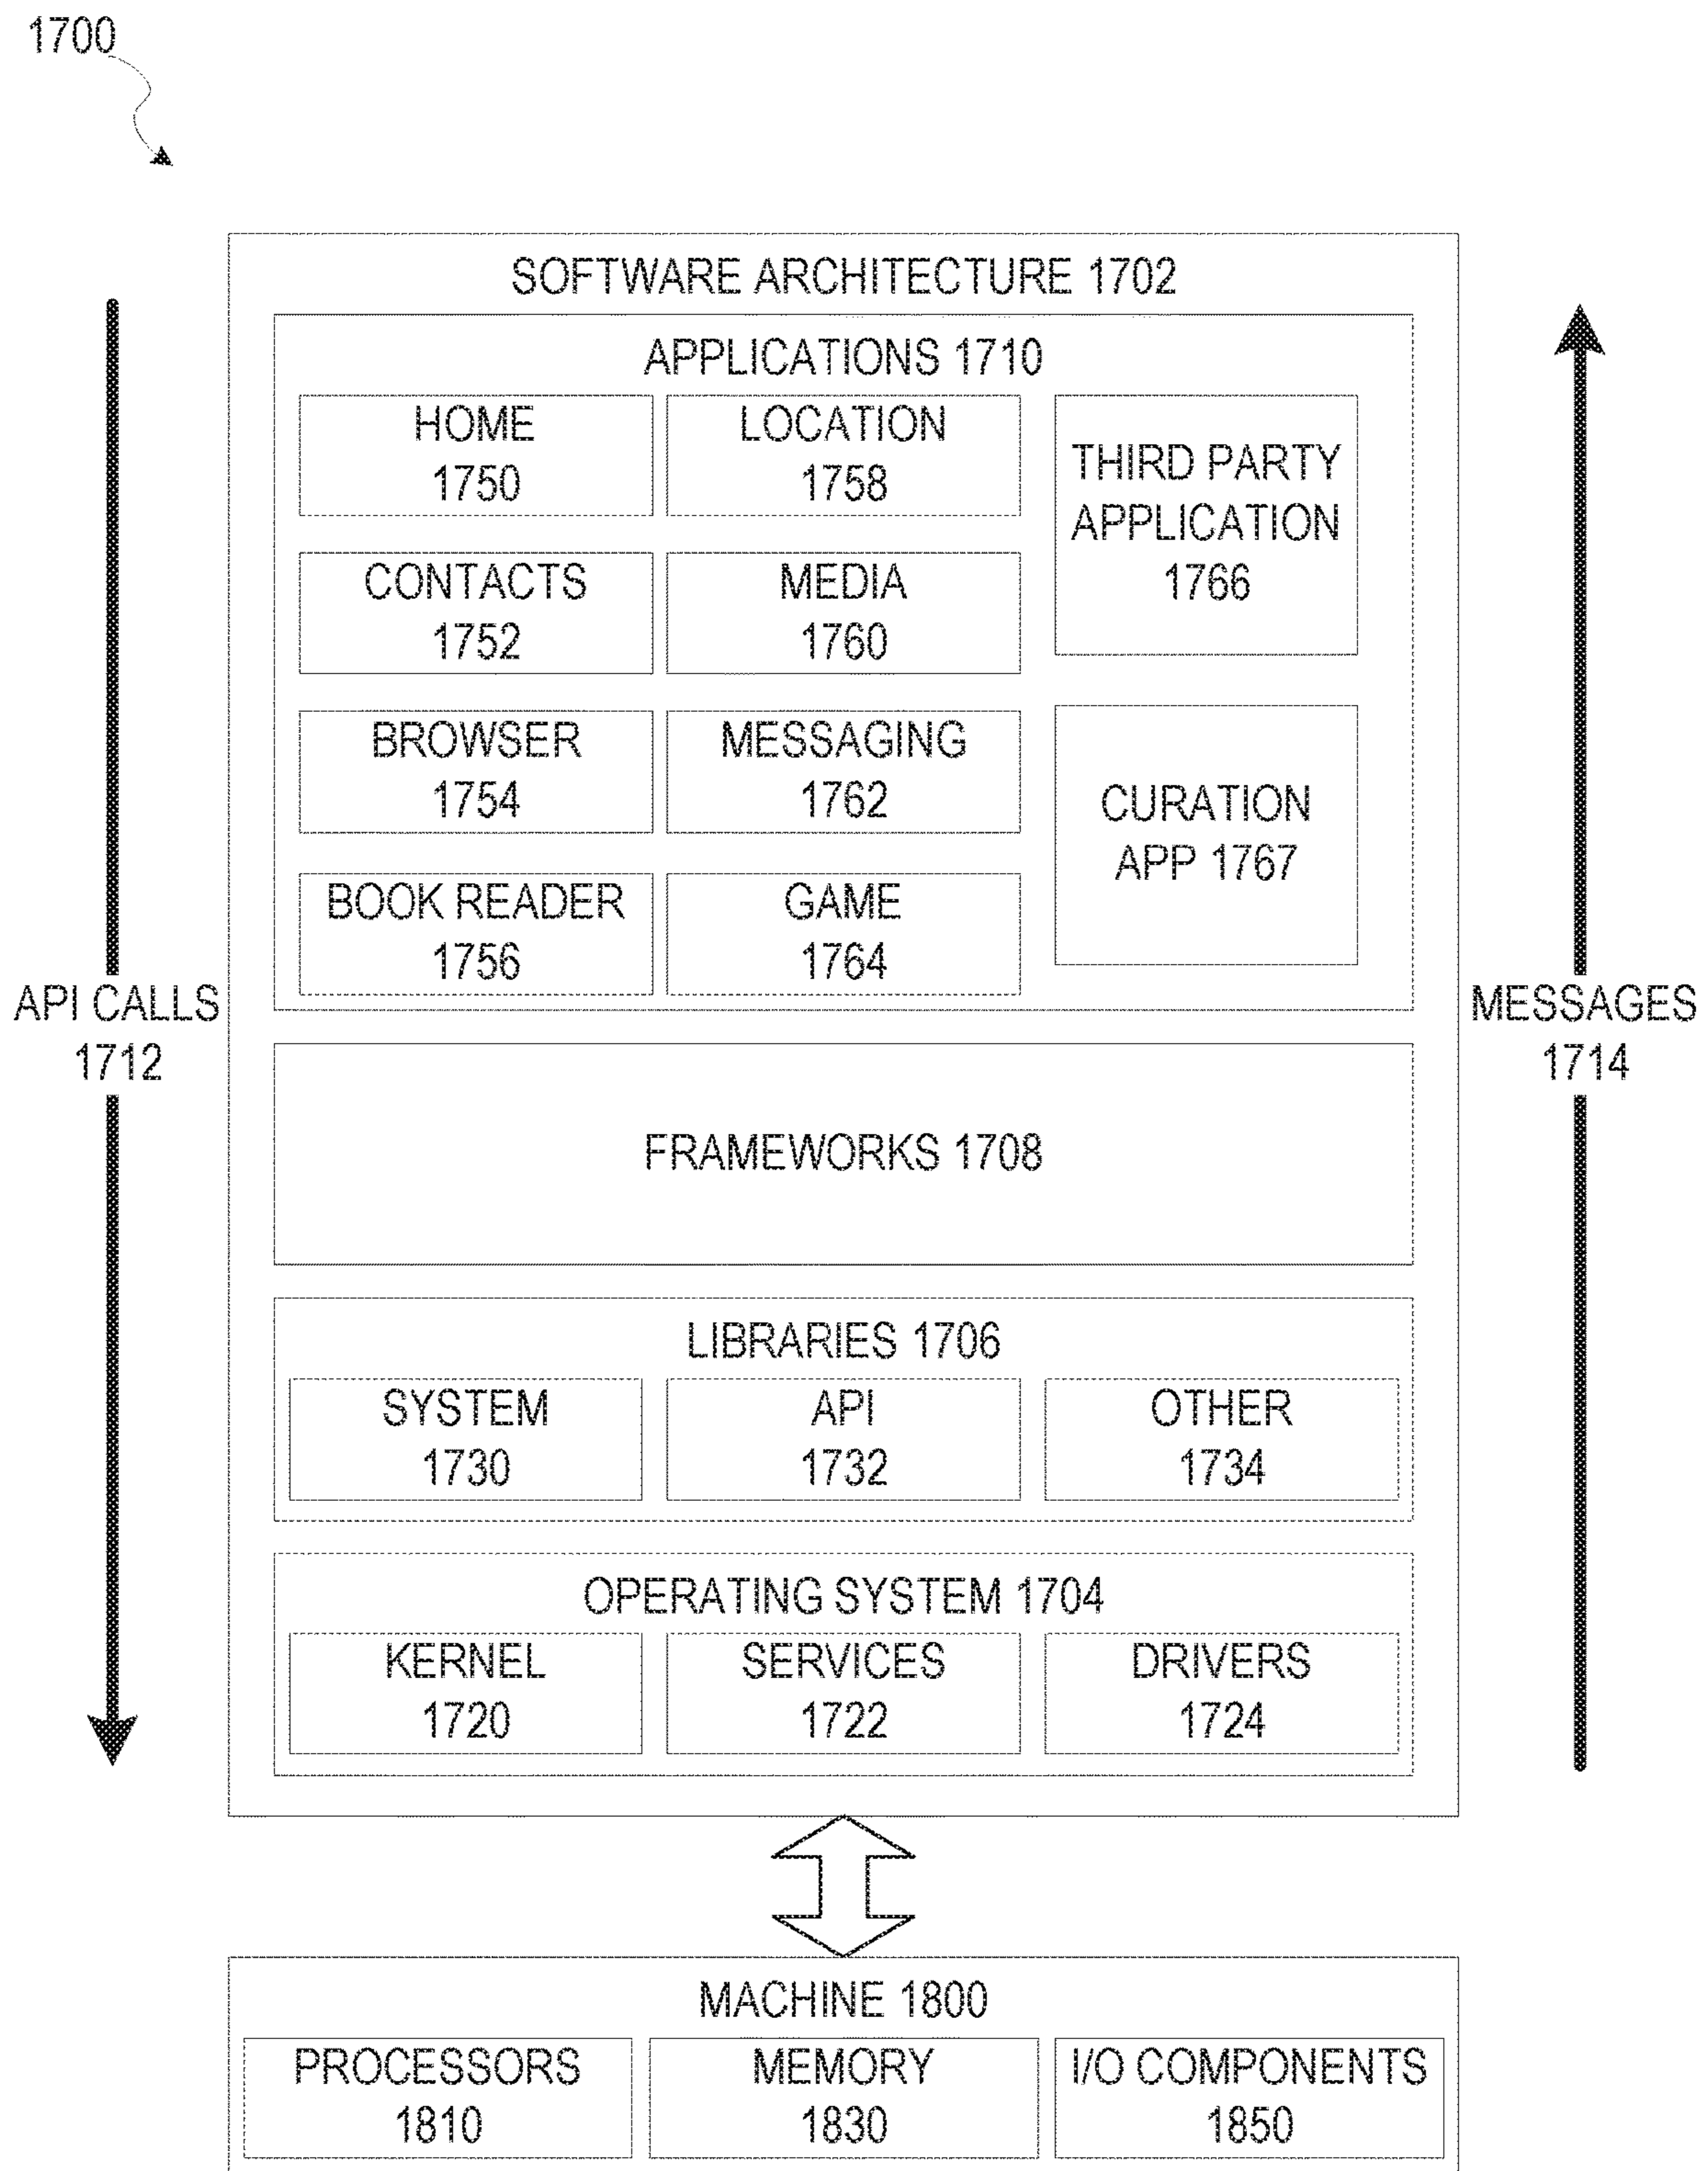 1700
SOFTWARE ARCHITECTURE 1702
APPLICATIONS 1710
HOME
1750
LOCATION
1758
THIRD PARTY
APPLICATION
1766
CONTACTS
1752
MEDIA
1760
BROWSER
1754
MESSAGING
1762
CURATION
APP 1767
BOOK READER
1756
GAME
1764
API CALLS
1712
MESSAGES
1714
FRAMEWORKS 1708
LIBRARIES 1706
SYSTEM
1730
API
1732
OTHER
1734
OPERATING SYSTEM 1704
KERNEL
1720
SERVICES
1722
DRIVERS
1724
MACHINE 1800
PROCESSORS
1810
MEMORY
1830
I/O COMPONENTS
1850